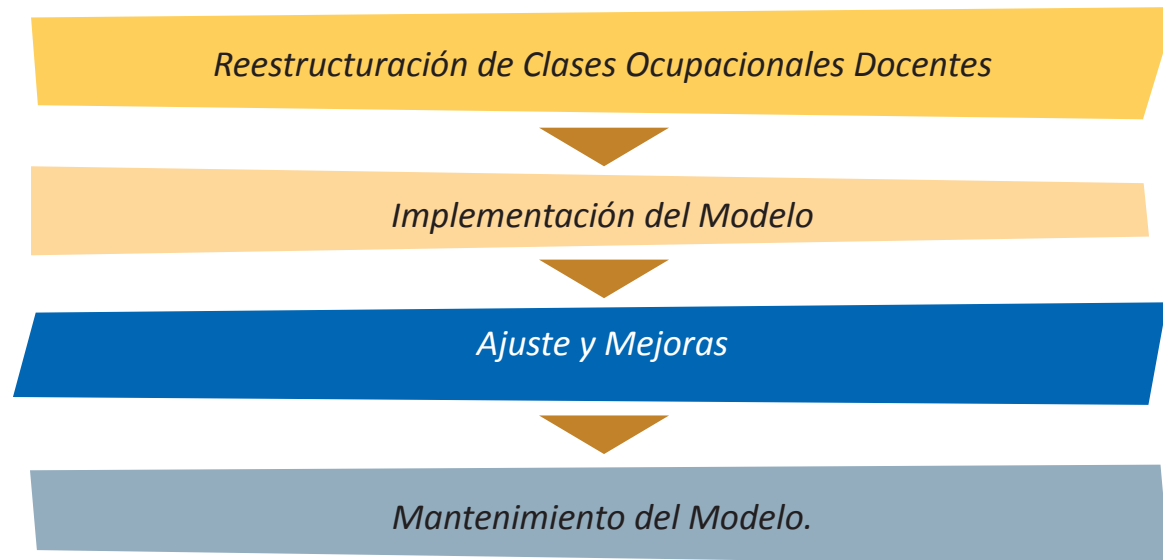 Reestructuración de Clases Ocupacionales Docentes
Implementación del Modelo
Ajuste y Mejoras
Mantenimiento del Modelo.